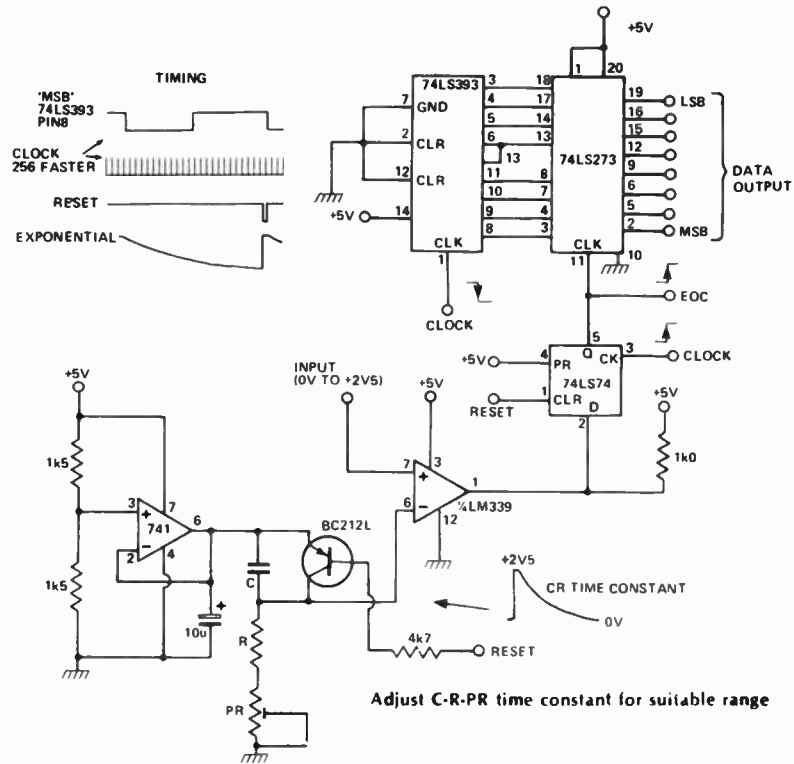 TIMING
'MSB'
74LS393
PIN8
CLOCK
256 FASTER
RESET
EXPONENTIAL
+5V
74LS393
7 GND
2 CLR
12 CLR
+5V 14
CLK
1
CLOCK
3
4
5
6
13
11
10
9
8
1 20
18
17
14
13
8
7
4
3
74LS273
CLK
11
10
19 LSB
16
15
12
9
6
5
2 MSB
DATA
OUTPUT
EOC
5
Q
+5V 4 PR
CK 3 CLOCK
74LS74
RESET 1 CLR
D
2
+5V
1k0
INPUT
(0V TO +2V5)
+5V
7 +
6 –
3
1
12
¼LM339
+5V
1k5
1k5
3 +
2 –
741
7
6
4
+
10u
C
BC212L
R
PR
4k7
RESET
+2V5
CR TIME CONSTANT
0V
Adjust C-R-PR time constant for suitable range